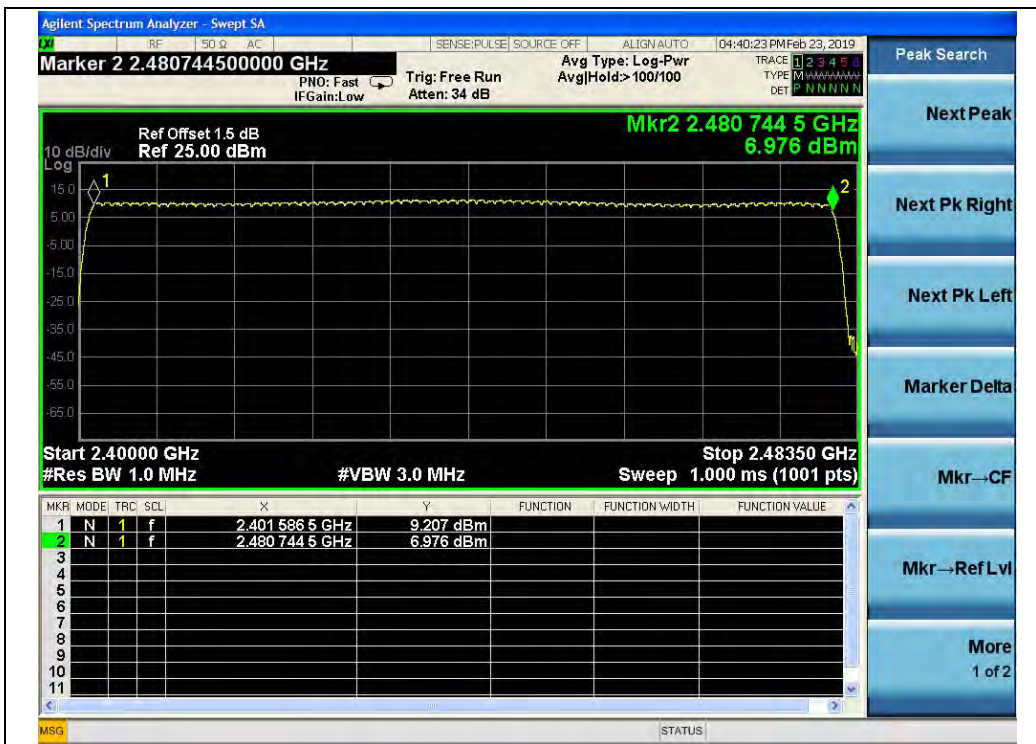 Agilent Spectrum Analyzer - Swept SA
LXI RF 50 Ω AC SENSE:PULSE SOURCE OFF ALIGN AUTO 04:40:23 PM Feb 23, 2019
Marker 2 2.480744500000 GHz
PNO: Fast
IFGain:Low
Trig: Free Run
Atten: 34 dB
Avg Type: Log-Pwr
Avg|Hold:>100/100
TRACE 1 2 3 4 5 6
TYPE M
DET P N N N N N
Peak Search
Next Peak
Next Pk Right
Next Pk Left
Marker Delta
Mkr→CF
Mkr→Ref Lvl
More
1 of 2
Mkr2 2.480 744 5 GHz
6.976 dBm
Ref Offset 1.5 dB
10 dB/div Ref 25.00 dBm
Log
1
2
15.0
5.00
-5.00
-15.0
-25.0
-35.0
-45.0
-55.0
-65.0
Start 2.40000 GHz Stop 2.48350 GHz
#Res BW 1.0 MHz #VBW 3.0 MHz Sweep 1.000 ms (1001 pts)
MKR MODE TRC SCL X Y FUNCTION FUNCTION WIDTH FUNCTION VALUE
1 N 1 f 2.401 586 5 GHz 9.207 dBm
2 N 1 f 2.480 744 5 GHz 6.976 dBm
3
4
5
6
7
8
9
10
11
MSG STATUS